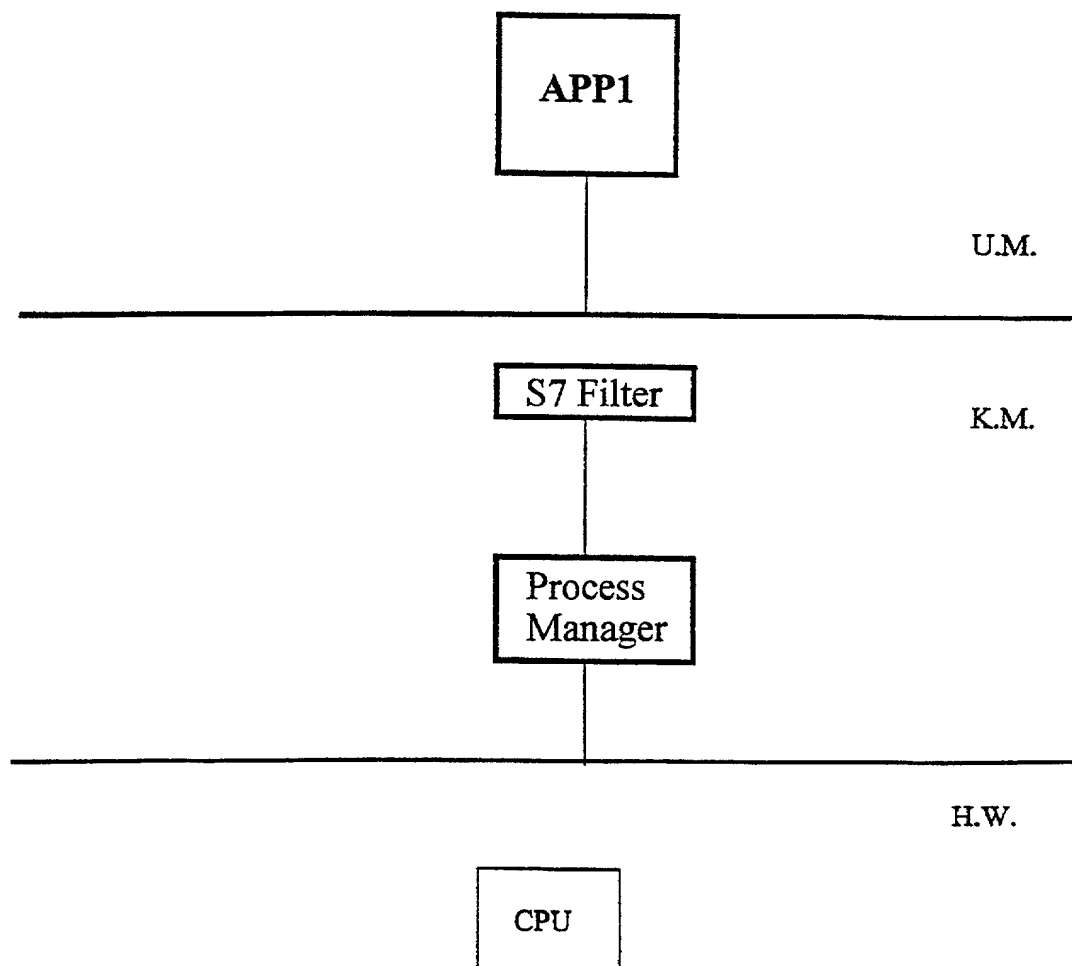 APP1
U.M.
S7 Filter
K.M.
Process
Manager
H.W.
CPU